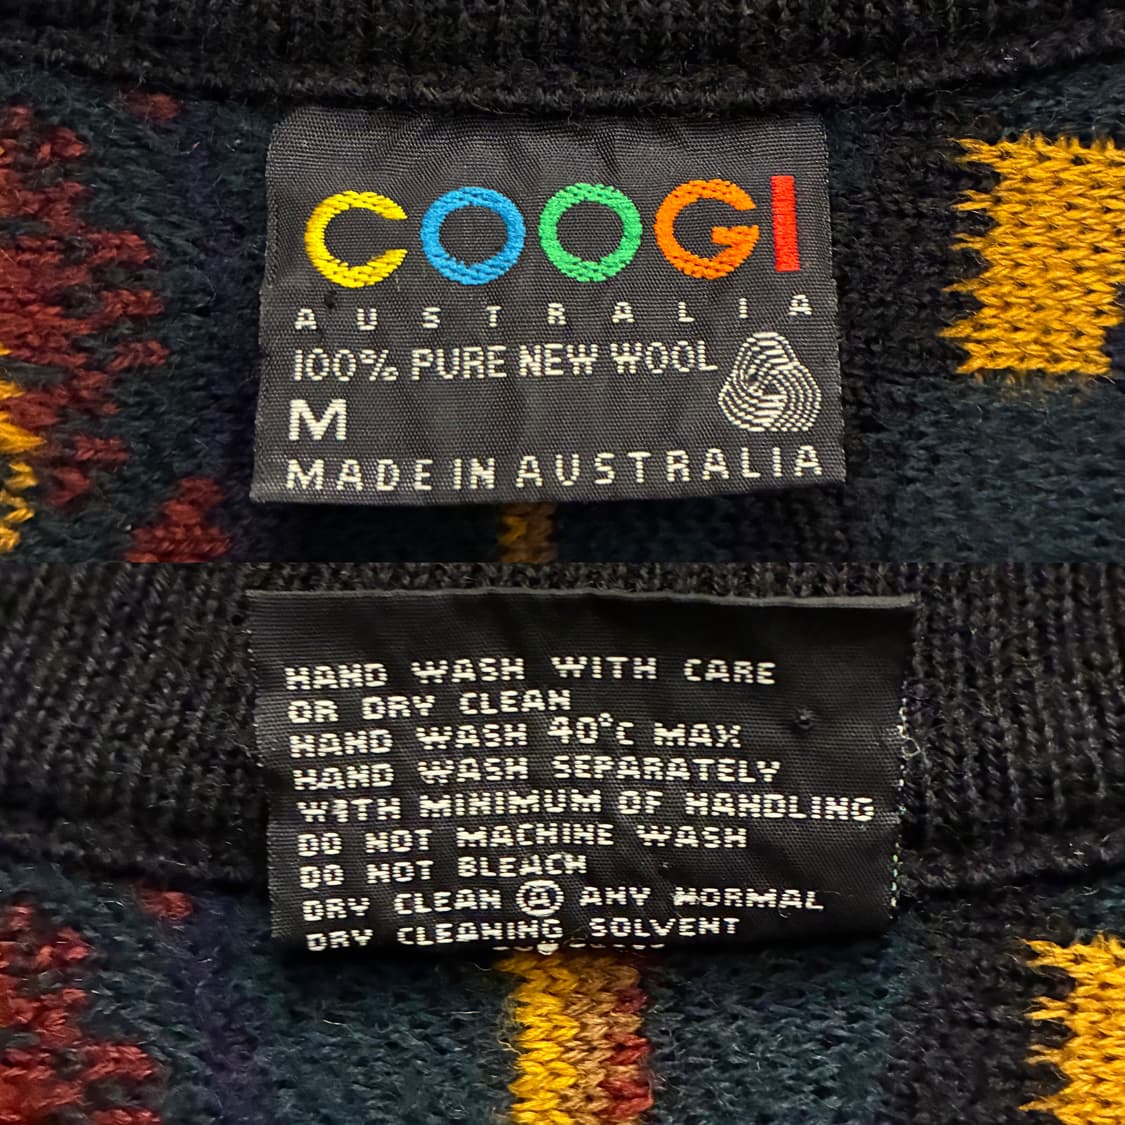 COOGI
AUSTRALIA
100% PURE NEW WOOL
M
MADE IN AUSTRALIA
HAND WASH WITH CARE
OR DRY CLEAN
HAND WASH 40°C MAX
HAND WASH SEPARATELY
WITH MINIMUM OF HANDLING
DO NOT MACHINE WASH
DO NOT BLEACH
DRY CLEAN Ⓐ ANY NORMAL
DRY CLEANING SOLVENT